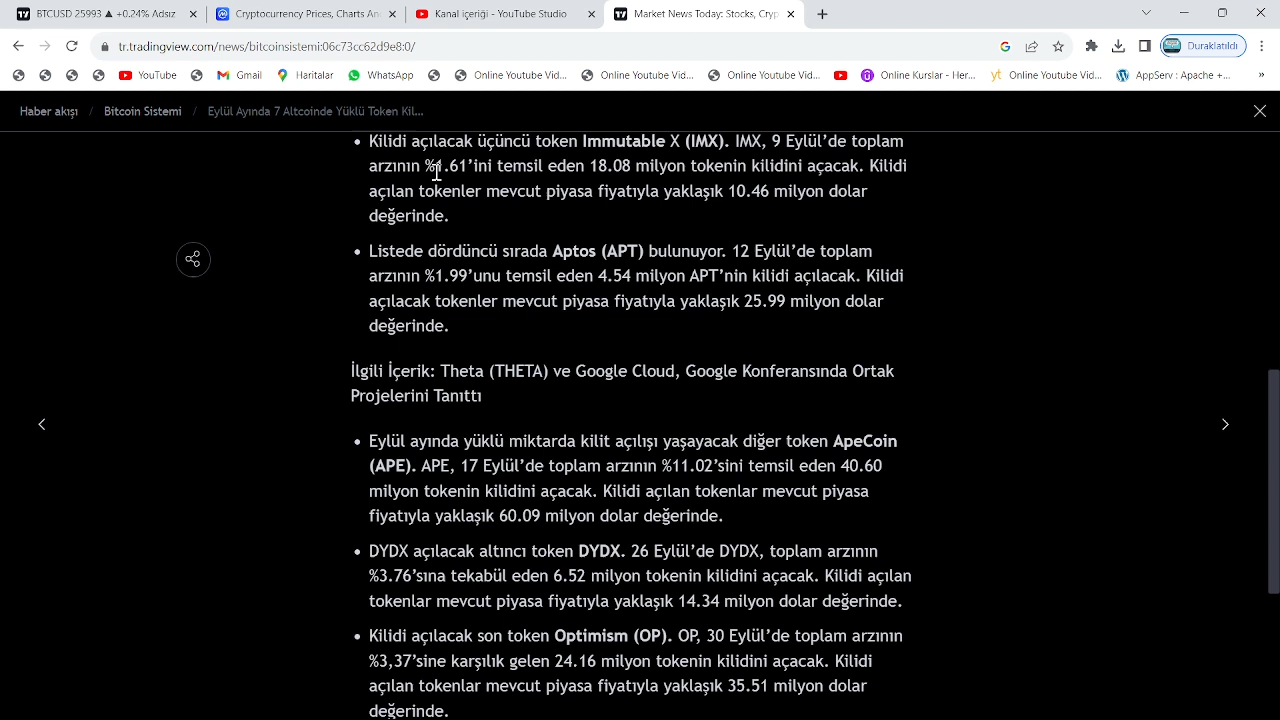 BTCUSD 25993 ▲ +0.24% Adsız
Cryptocurrency Prices, Charts An
Kanal içeriği - YouTube Studio
Market News Today: Stocks, Cryp
tr.tradingview.com/news/bitcoinsistemi:06c73cc62d9e8:0/
Duraklatıldı
YouTube
Gmail
Haritalar
WhatsApp
Online Youtube Vid...
Online Youtube Vid...
Online Youtube Vid...
Online Kurslar - Her...
yt Online YouTube Vid...
AppServ : Apache +...
»
Haber akışı / Bitcoin Sistemi / Eylül Ayında 7 Altcoinde Yüklü Token Kil...
• Kilidi açılacak üçüncü token Immutable X (IMX). IMX, 9 Eylül’de toplam
arzının %1.61’ini temsil eden 18.08 milyon tokenin kilidini açacak. Kilidi
açılan tokenler mevcut piyasa fiyatıyla yaklaşık 10.46 milyon dolar
değerinde.
• Listede dördüncü sırada Aptos (APT) bulunuyor. 12 Eylül’de toplam
arzının %1.99’unu temsil eden 4.54 milyon APT’nin kilidi açılacak. Kilidi
açılacak tokenler mevcut piyasa fiyatıyla yaklaşık 25.99 milyon dolar
değerinde.
İlgili İçerik: Theta (THETA) ve Google Cloud, Google Konferansında Ortak
Projelerini Tanıttı
• Eylül ayında yüklü miktarda kilit açılışı yaşayacak diğer token ApeCoin
(APE). APE, 17 Eylül’de toplam arzının %11.02’sini temsil eden 40.60
milyon tokenin kilidini açacak. Kilidi açılan tokenlar mevcut piyasa
fiyatıyla yaklaşık 60.09 milyon dolar değerinde.
• DYDX açılacak altıncı token DYDX. 26 Eylül’de DYDX, toplam arzının
%3.76’sına tekabül eden 6.52 milyon tokenin kilidini açacak. Kilidi açılan
tokenlar mevcut piyasa fiyatıyla yaklaşık 14.34 milyon dolar değerinde.
• Kilidi açılacak son token Optimism (OP). OP, 30 Eylül’de toplam arzının
%3,37’sine karşılık gelen 24.16 milyon tokenin kilidini açacak. Kilidi
açılan tokenlar mevcut piyasa fiyatıyla yaklaşık 35.51 milyon dolar
değerinde.